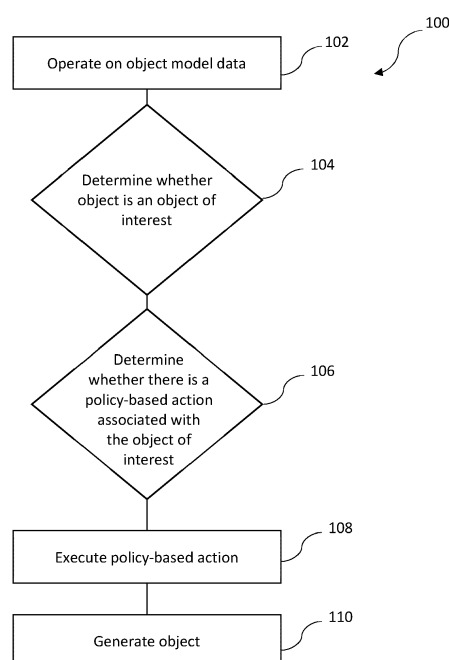 100
Operate on object model data
102
Determine whether
object is an object of
interest
104
Determine
whether there is a
policy-based action
associated with
the object of
interest
106
Execute policy-based action
108
Generate object
110